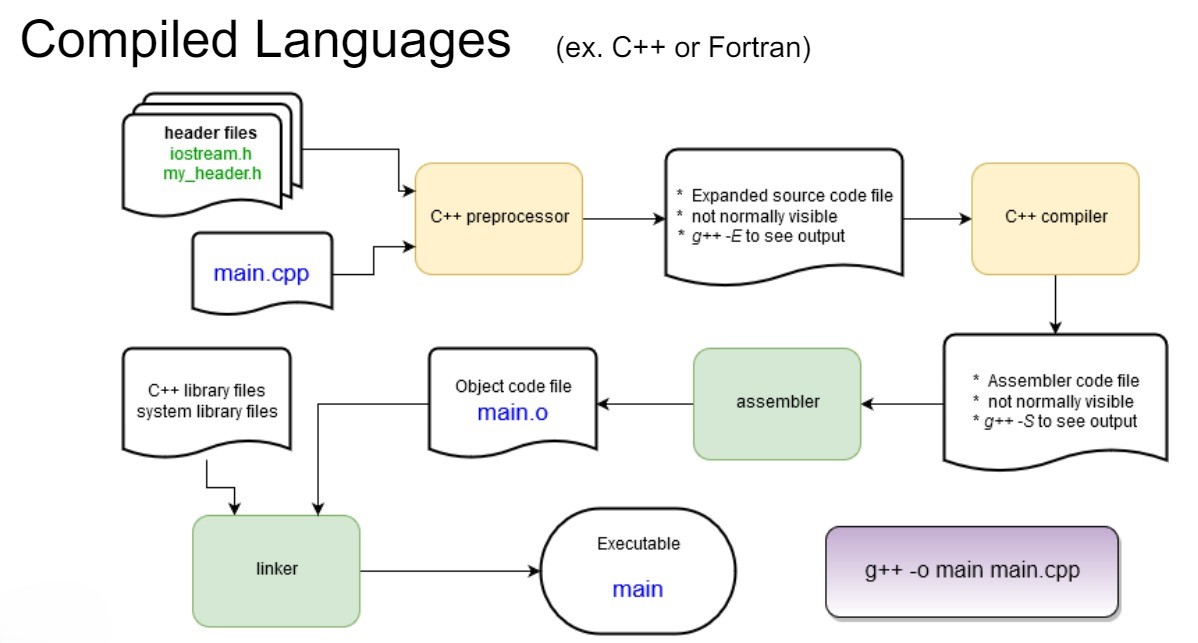 Compiled Languages (ex. C++ or Fortran)
header files
iostream.h
my_header.h
main.cpp
C++ preprocessor
* Expanded source code file
* not normally visible
* g++ -E to see output
C++ compiler
* Assembler code file
* not normally visible
* g++ -S to see output
assembler
Object code file
main.o
C++ library files
system library files
linker
Executable
main
g++ -o main main.cpp